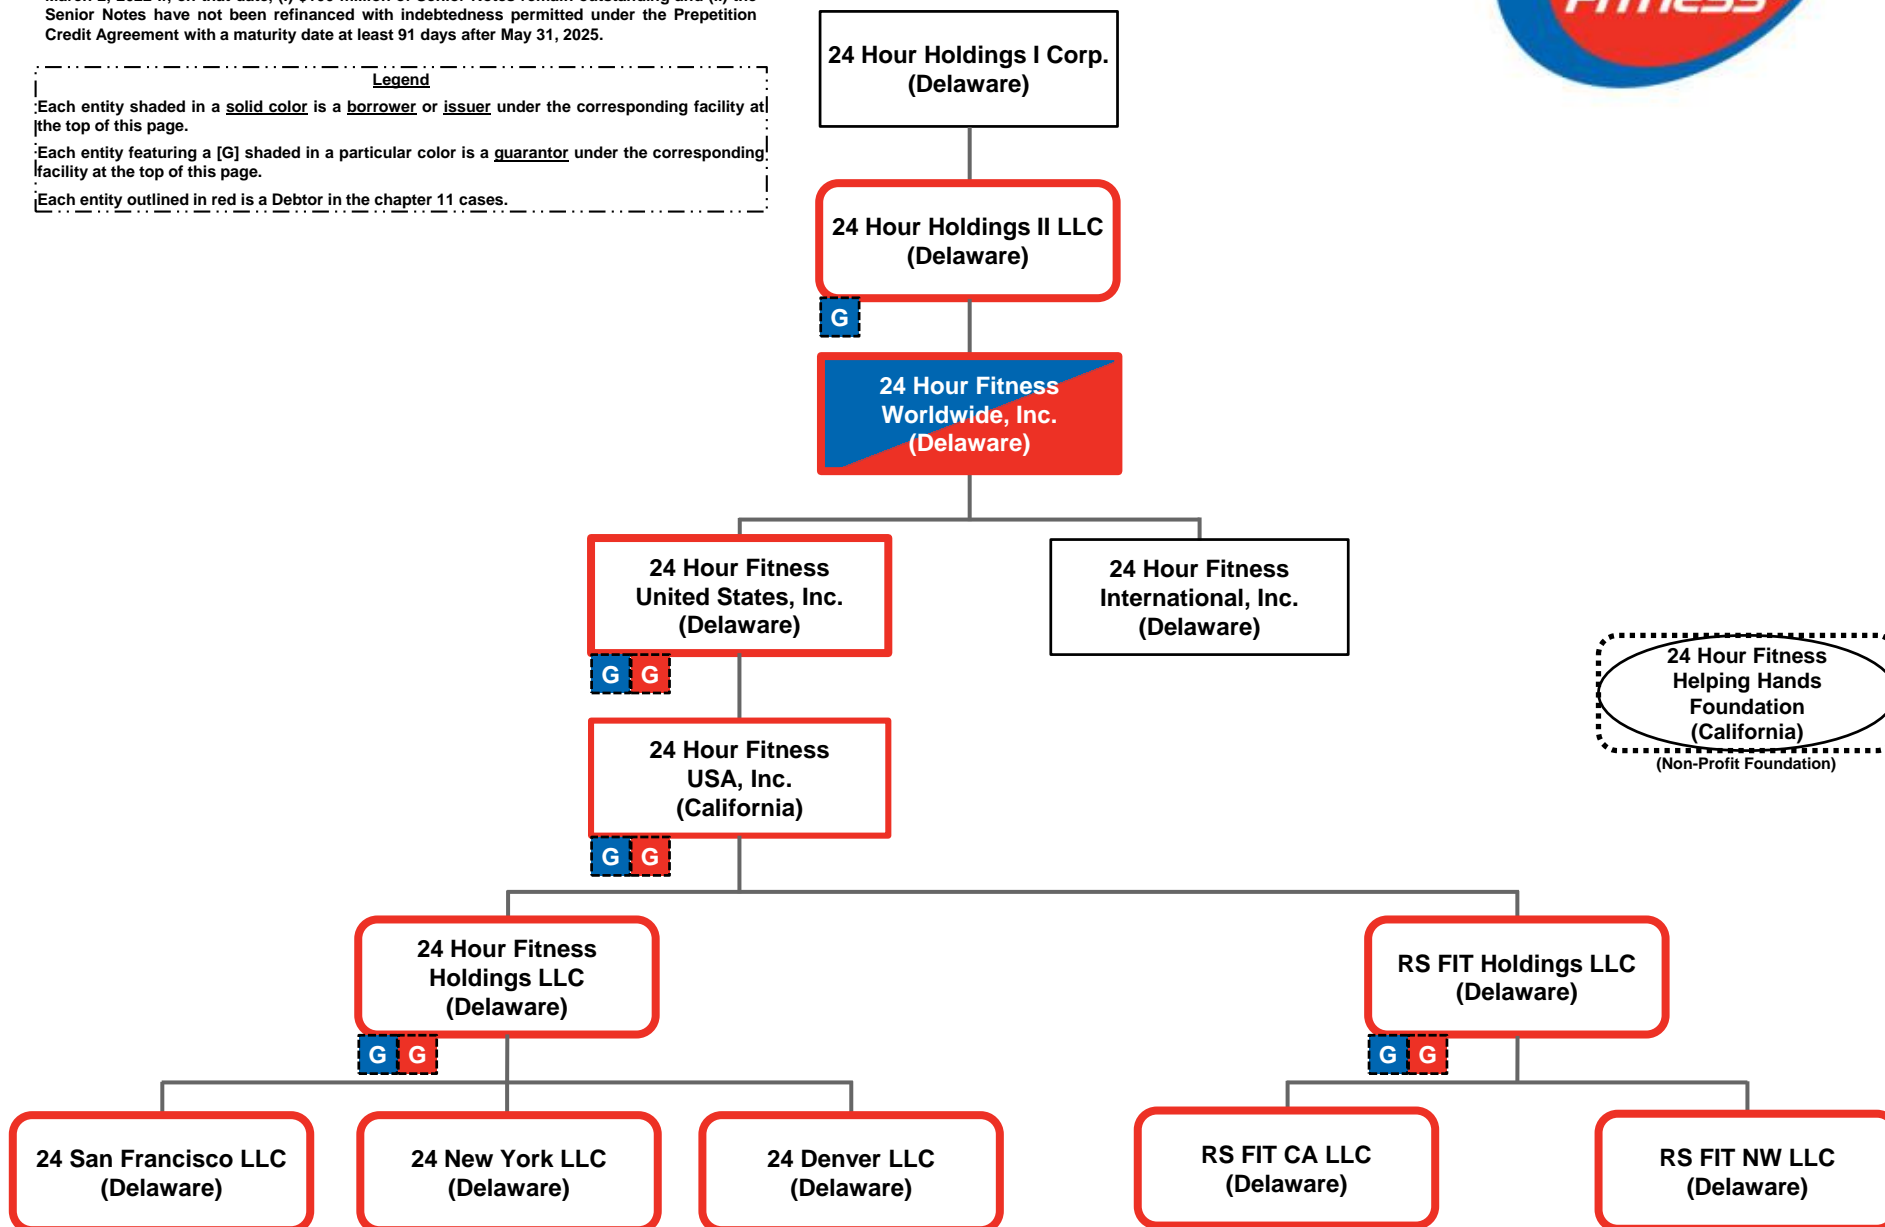 Senior Notes have not been refinanced with indebtedness permitted under the Prepetition
Credit Agreement with a maturity date at least 91 days after May 31, 2025.
FITNESS
Legend
Each entity shaded in a solid color is a borrower or issuer under the corresponding facility at
the top of this page.
Each entity featuring a [G] shaded in a particular color is a guarantor under the corresponding
facility at the top of this page.
Each entity outlined in red is a Debtor in the chapter 11 cases.
24 Hour Holdings I Corp.
(Delaware)
24 Hour Holdings II LLC
(Delaware)
G
24 Hour Fitness
Worldwide, Inc.
(Delaware)
24 Hour Fitness
United States, Inc.
(Delaware)
G G
24 Hour Fitness
International, Inc.
(Delaware)
24 Hour Fitness
Helping Hands
Foundation
(California)
(Non-Profit Foundation)
24 Hour Fitness
USA, Inc.
(California)
G G
24 Hour Fitness
Holdings LLC
(Delaware)
G G
RS FIT Holdings LLC
(Delaware)
G G
24 San Francisco LLC
(Delaware)
24 New York LLC
(Delaware)
24 Denver LLC
(Delaware)
RS FIT CA LLC
(Delaware)
RS FIT NW LLC
(Delaware)